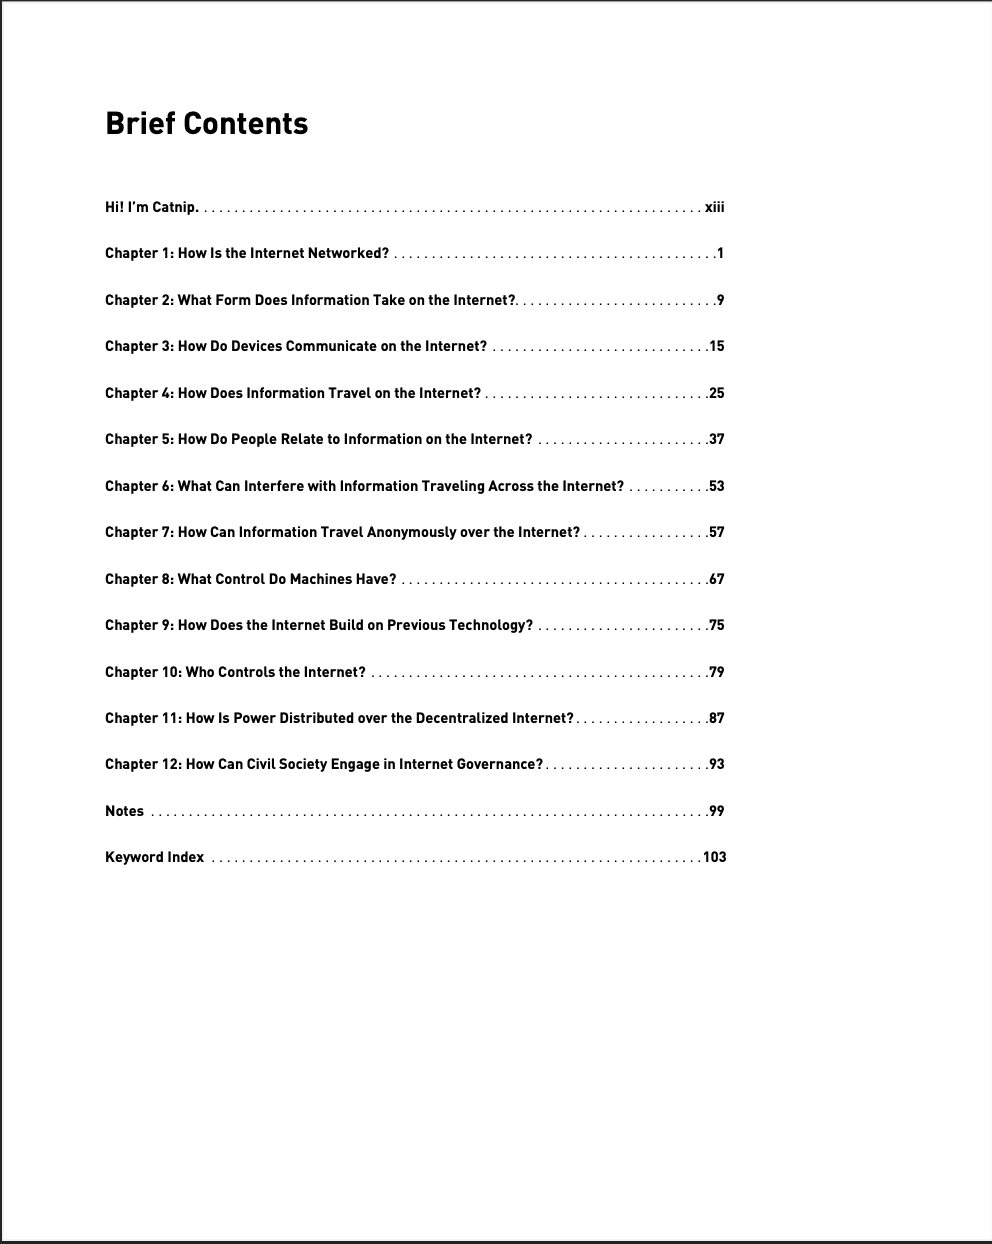 Brief Contents
Hi! I'm Catnip. . . . . . . . . . . . . . . . . . . . . . . . . . . . . . . . . . . . . . . . . . . . . . . . . . . . . . . . . . . . . . . . . . . xiii
Chapter 1: How Is the Internet Networked? . . . . . . . . . . . . . . . . . . . . . . . . . . . . . . . . . . . . . . . . . . .1
Chapter 2: What Form Does Information Take on the Internet?. . . . . . . . . . . . . . . . . . . . . . . . . . .9
Chapter 3: How Do Devices Communicate on the Internet? . . . . . . . . . . . . . . . . . . . . . . . . . . . . .15
Chapter 4: How Does Information Travel on the Internet? . . . . . . . . . . . . . . . . . . . . . . . . . . . . . .25
Chapter 5: How Do People Relate to Information on the Internet? . . . . . . . . . . . . . . . . . . . . . . .37
Chapter 6: What Can Interfere with Information Traveling Across the Internet? . . . . . . . . . . .53
Chapter 7: How Can Information Travel Anonymously over the Internet? . . . . . . . . . . . . . . . . .57
Chapter 8: What Control Do Machines Have? . . . . . . . . . . . . . . . . . . . . . . . . . . . . . . . . . . . . . . . . .67
Chapter 9: How Does the Internet Build on Previous Technology? . . . . . . . . . . . . . . . . . . . . . . .75
Chapter 10: Who Controls the Internet? . . . . . . . . . . . . . . . . . . . . . . . . . . . . . . . . . . . . . . . . . . . . .79
Chapter 11: How Is Power Distributed over the Decentralized Internet? . . . . . . . . . . . . . . . . . .87
Chapter 12: How Can Civil Society Engage in Internet Governance? . . . . . . . . . . . . . . . . . . . . . .93
Notes . . . . . . . . . . . . . . . . . . . . . . . . . . . . . . . . . . . . . . . . . . . . . . . . . . . . . . . . . . . . . . . . . . . . . . . . . .99
Keyword Index . . . . . . . . . . . . . . . . . . . . . . . . . . . . . . . . . . . . . . . . . . . . . . . . . . . . . . . . . . . . . . . . .103